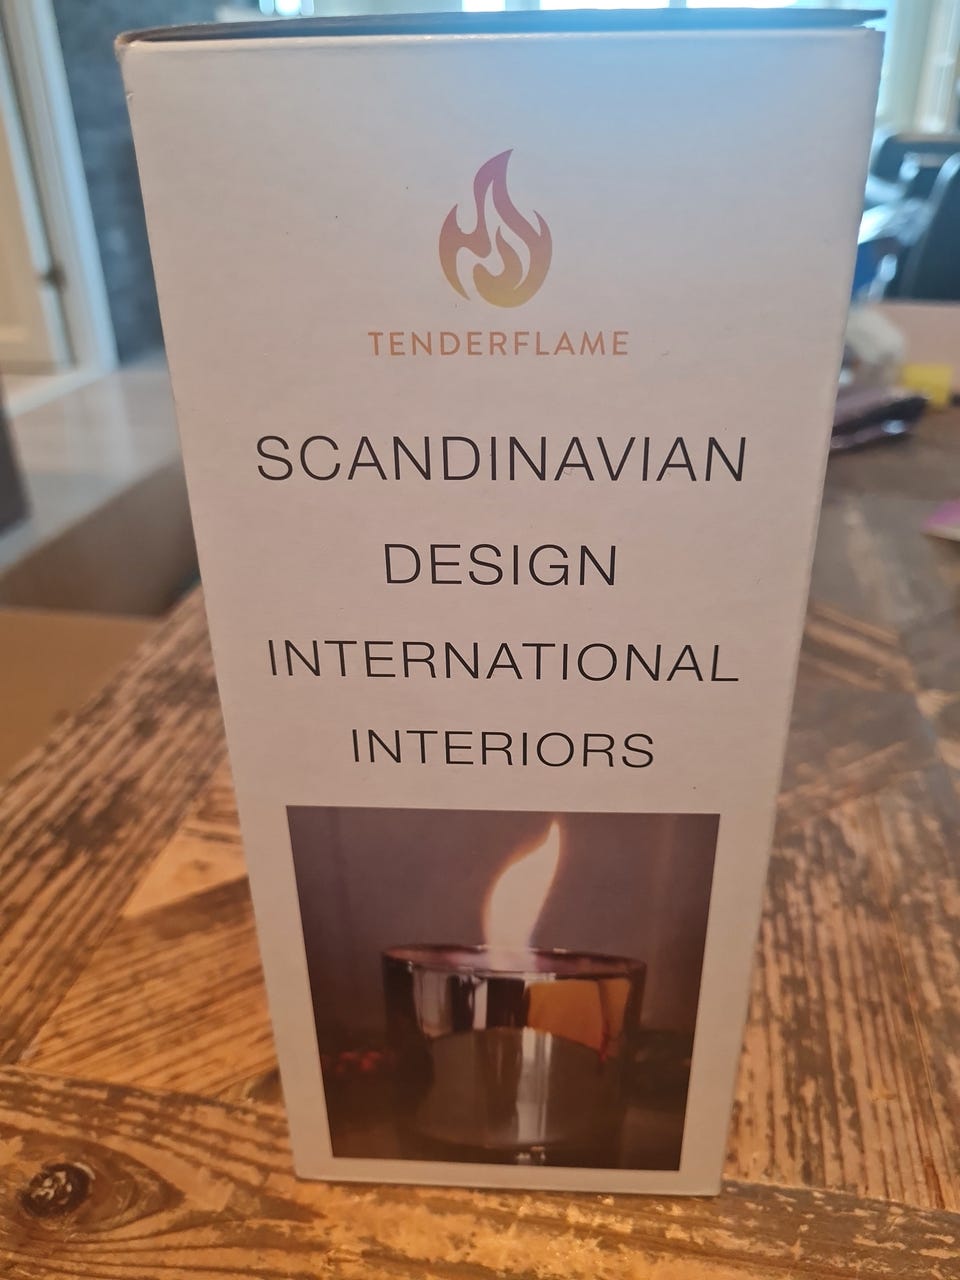 TENDERFLAME
SCANDINAVIAN
DESIGN
INTERNATIONAL
INTERIORS